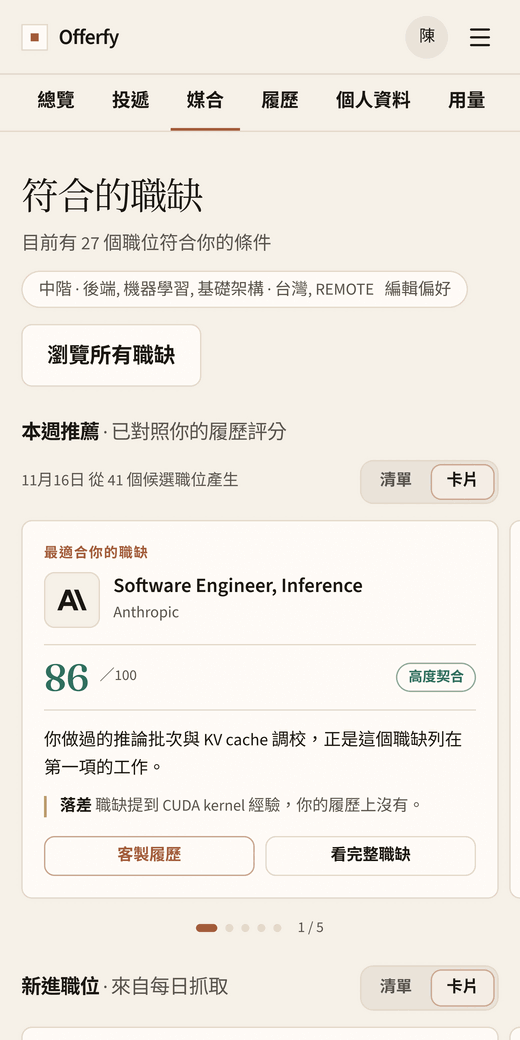 Offerfy
陳
總覽 投遞 媒合 履歷 個人資料 用量
符合的職缺
目前有 27 個職位符合你的條件
中階 · 後端, 機器學習, 基礎架構 · 台灣, REMOTE 編輯偏好
瀏覽所有職缺
本週推薦 · 已對照你的履歷評分
11月16日 從 41 個候選職位產生
清單 卡片
最適合你的職缺
Software Engineer, Inference
Anthropic
86 ／100
高度契合
你做過的推論批次與 KV cache 調校，正是這個職缺列在
第一項的工作。
落差 職缺提到 CUDA kernel 經驗，你的履歷上沒有。
客製履歷 看完整職缺
1 / 5
新進職位 · 來自每日抓取
清單 卡片